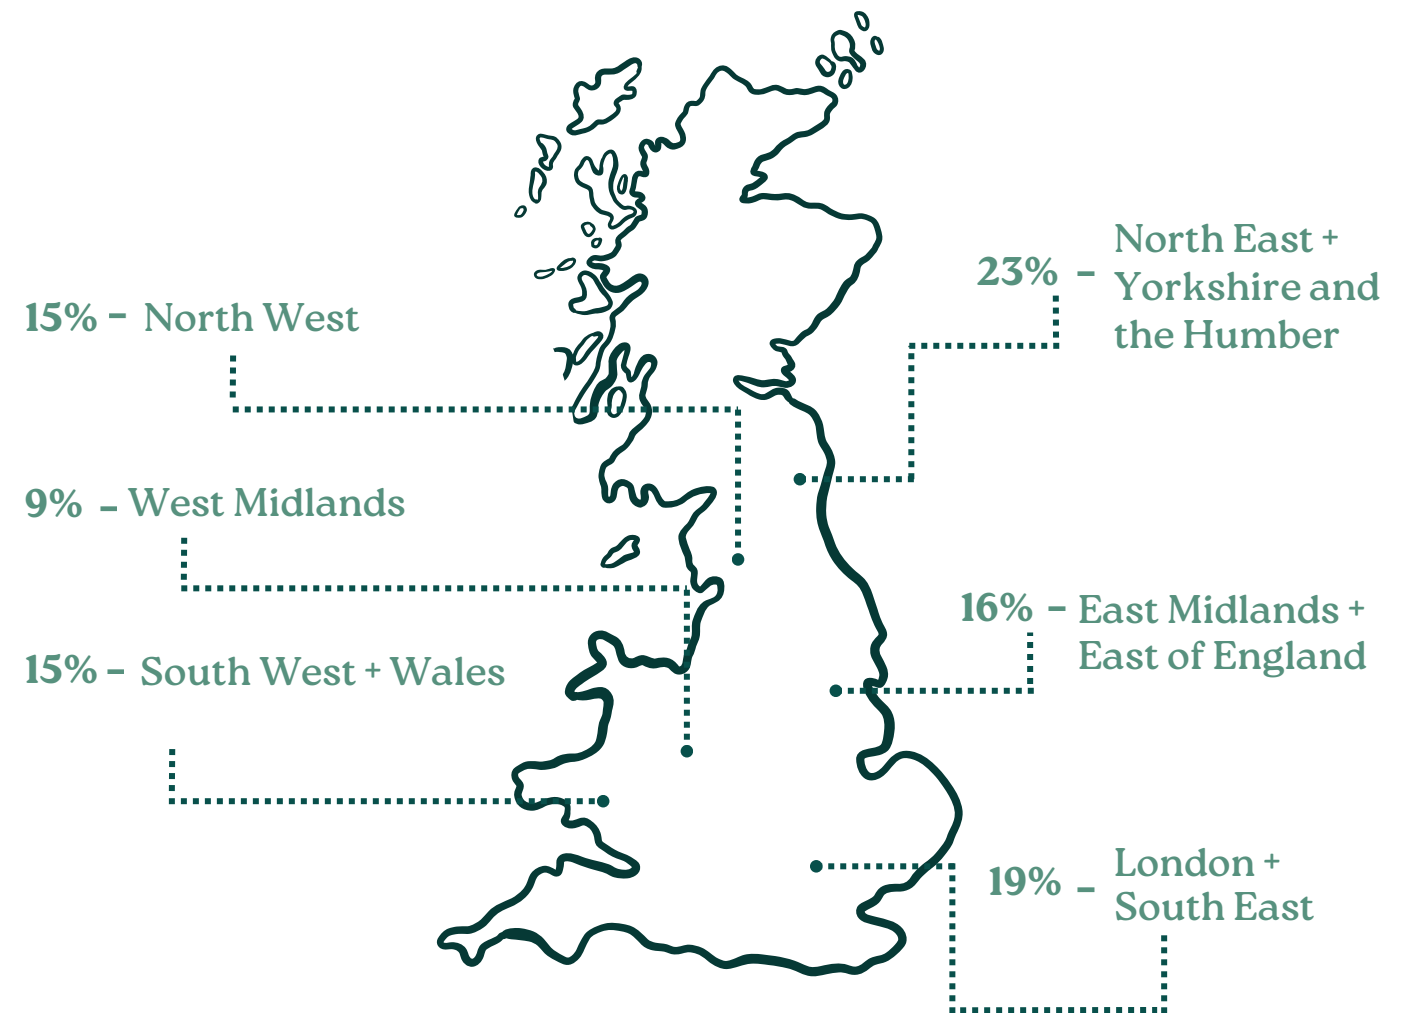 15% – North West
9% – West Midlands
15% – South West + Wales
23% – North East +
Yorkshire and
the Humber
16% – East Midlands +
East of England
19% – London +
South East